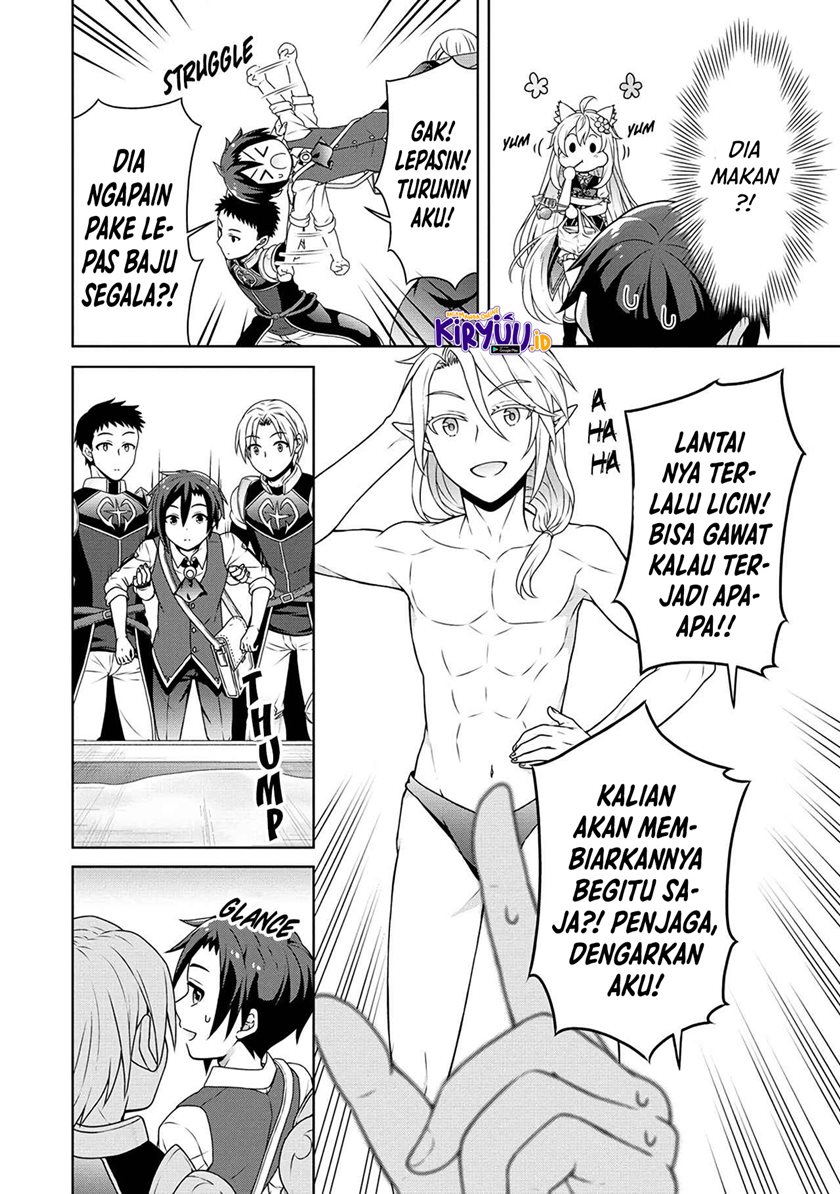 DIA
MAKAN
?!
YUM
YUM
STRUGGLE
GAK!
LEPASIN!
TURUNIN
AKU!
DIA
NGAPAIN
PAKE LE-
PAS BAJU
SEGALA?!
KIRYUU.ID
A
HA
HA
LANTAI
NYA TER-
LALU LICIN!
BISA GAWAT
KALAU TER-
JADI APA-
APA!!
KALIAN
AKAN MEM-
BIARKANNYA
BEGITU SA-
JA?! PENJAGA,
DENGARKAN
AKU!
THUMP
GLANCE